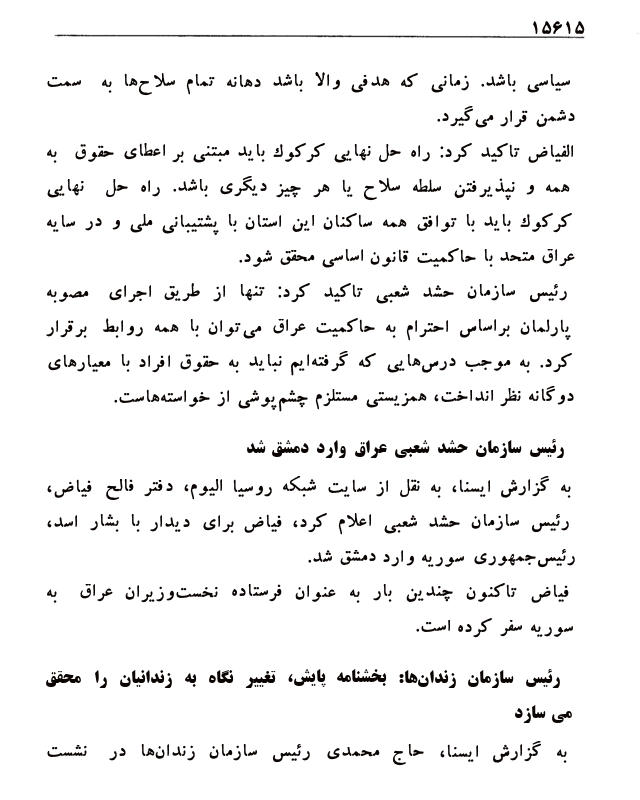 ۱۵۶۱۵
سیاسی باشد. زمانی که هدفی والا باشد دهانه تمام سلاح‌ها به سمت
دشمن قرار می‌گیرد.
الفیاض تاکید کرد: راه حل نهایی کرکوك باید مبتنی بر اعطای حقوق به
همه و نپذیرفتن سلطه سلاح یا هر چیز دیگری باشد. راه حل نهایی
کرکوك باید با توافق همه ساکنان این استان با پشتیبانی ملی و در سایه
عراق متحد با حاکمیت قانون اساسی محقق شود.
رئیس سازمان حشد شعبی تاکید کرد: تنها از طریق اجرای مصوبه
پارلمان براساس احترام به حاکمیت عراق می‌توان با همه روابط برقرار
کرد. به موجب درس‌هایی که گرفته‌ایم نباید به حقوق افراد با معیارهای
دوگانه نظر انداخت، همزیستی مستلزم چشم‌پوشی از خواسته‌هاست.
رئیس سازمان حشد شعبی عراق وارد دمشق شد
به گزارش ایسنا، به نقل از سایت شبکه روسیا الیوم، دفتر فالح فیاض،
رئیس سازمان حشد شعبی اعلام کرد، فیاض برای دیدار با بشار اسد،
رئیس‌جمهوری سوریه وارد دمشق شد.
فیاض تاکنون چندین بار به عنوان فرستاده نخست‌وزیران عراق به
سوریه سفر کرده است.
رئیس سازمان زندان‌ها: بخشنامه پایش، تغییر نگاه به زندانیان را محقق
می سازد
به گزارش ایسنا، حاج محمدی رئیس سازمان زندان‌ها در نشست